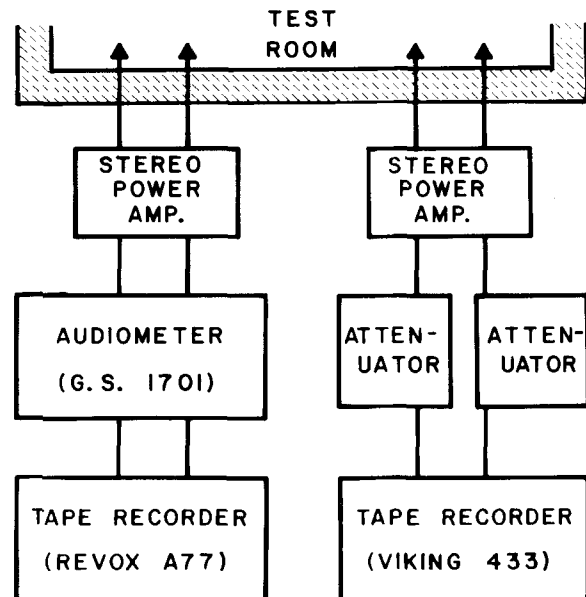 TEST
ROOM
STEREO
POWER
AMP.
STEREO
POWER
AMP.
AUDIOMETER
(G.S. 1701)
ATTEN-
UATOR
ATTEN-
UATOR
TAPE RECORDER
(REVOX A77)
TAPE RECORDER
(VIKING 433)